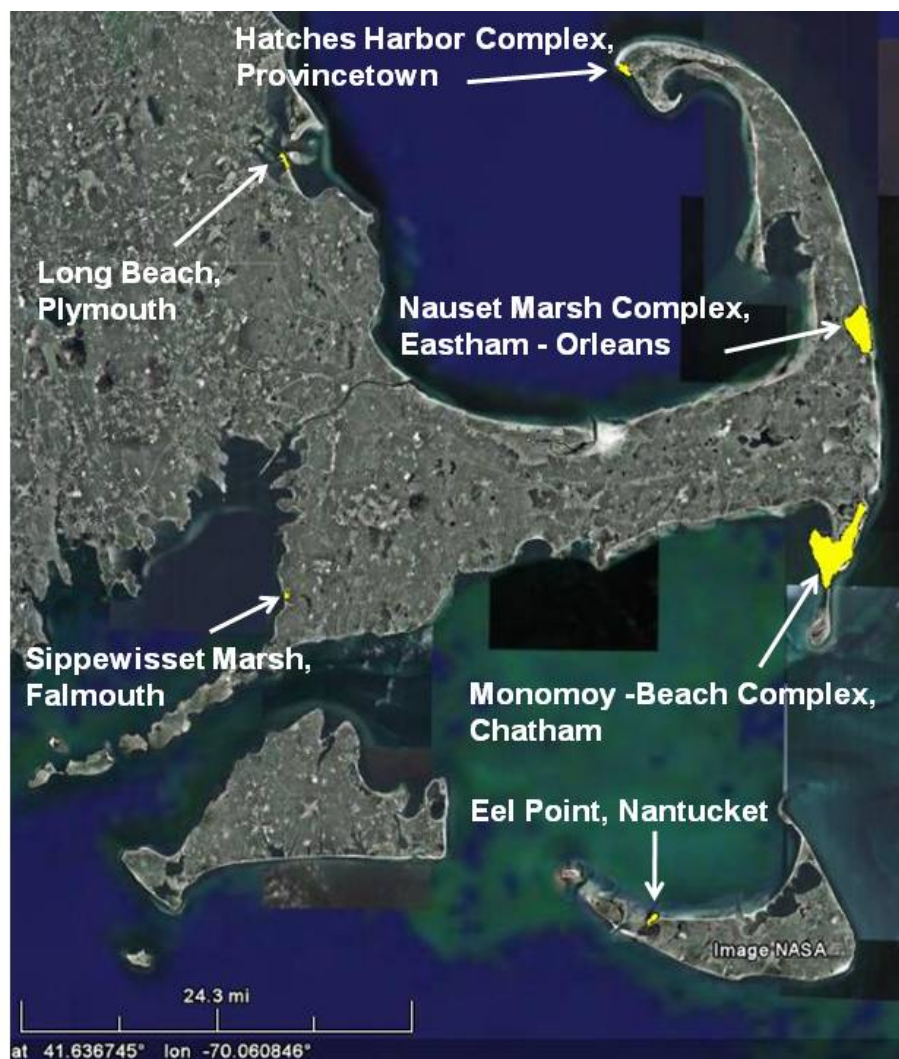 Hatches Harbor Complex,
Provincetown
Long Beach,
Plymouth
Nauset Marsh Complex,
Eastham - Orleans
Sippewisset Marsh,
Falmouth
Monomoy -Beach Complex,
Chatham
Eel Point, Nantucket
Image NASA
24.3 mi
at 41.636745° lon -70.060846°